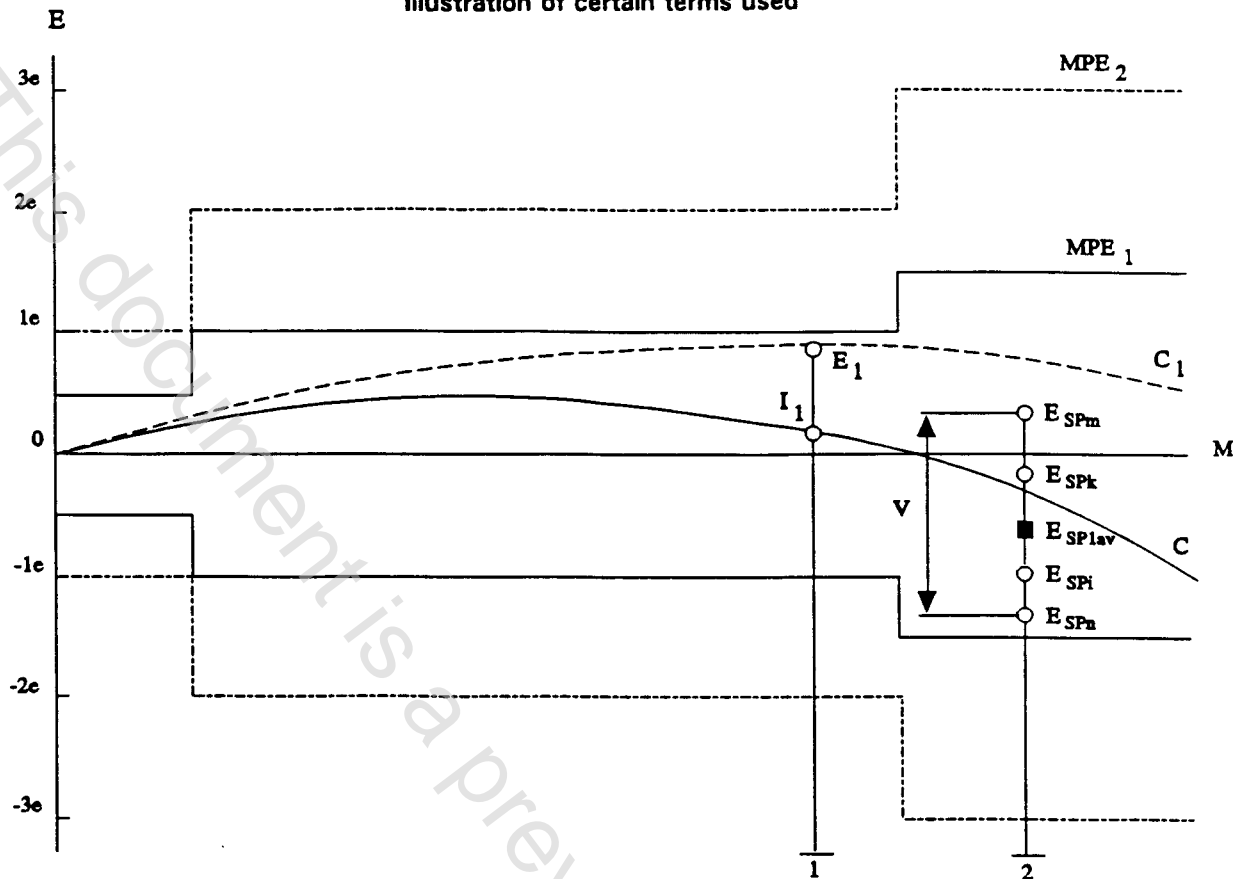 Illustration of certain terms used
E
3e
MPE 2
2e
MPE 1
1e
E 1
C 1
I 1
E SPm
0
M
E SPk
V
E SP1av
C
-1e
E SPi
E SPn
-2e
-3e
1
2
This document is a prev